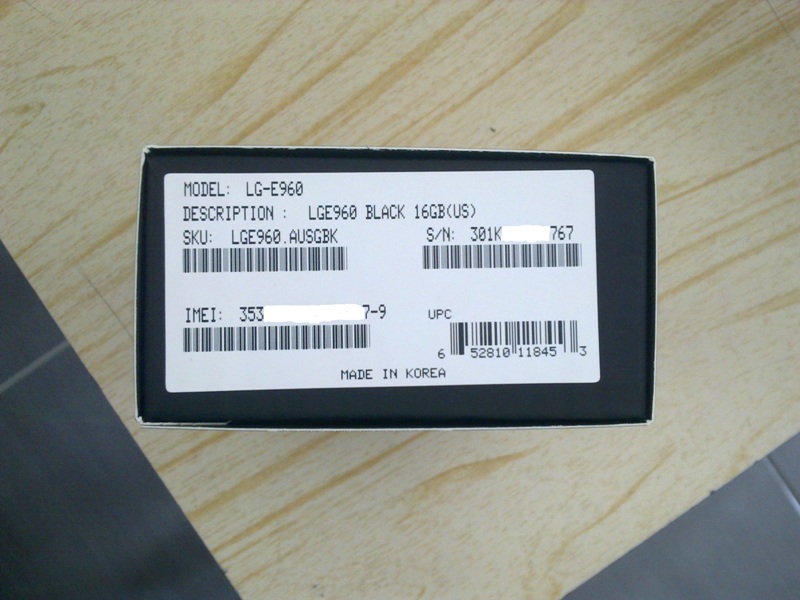 MODEL: LG-E960
DESCRIPTION : LGE960 BLACK 16GB(US)
SKU: LGE960.AUSGBK
S/N: 301K 767
IMEI: 353 7-9
UPC
6 52810 11845 3
MADE IN KOREA